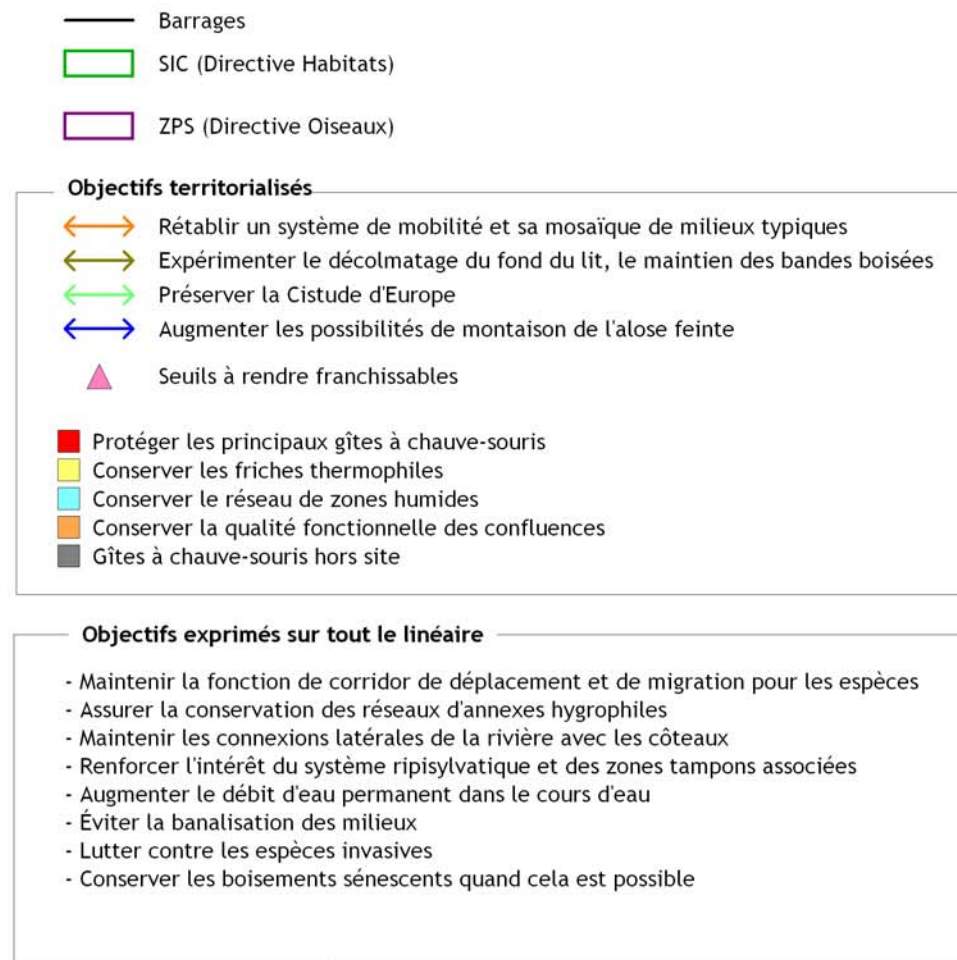 Barrages
SIC (Directive Habitats)
ZPS (Directive Oiseaux)
Objectifs territorialisés
Rétablir un système de mobilité et sa mosaïque de milieux typiques
Expérimenter le décolmatage du fond du lit, le maintien des bandes boisées
Préserver la Cistude d'Europe
Augmenter les possibilités de montaison de l'alose feinte
Seuils à rendre franchissables
Protéger les principaux gîtes à chauve-souris
Conserver les friches thermophiles
Conserver le réseau de zones humides
Conserver la qualité fonctionnelle des confluences
Gîtes à chauve-souris hors site
Objectifs exprimés sur tout le linéaire
- Maintenir la fonction de corridor de déplacement et de migration pour les espèces
- Assurer la conservation des réseaux d'annexes hygrophiles
- Maintenir les connexions latérales de la rivière avec les côteaux
- Renforcer l'intérêt du système ripisylvatique et des zones tampons associées
- Augmenter le débit d'eau permanent dans le cours d'eau
- Éviter la banalisation des milieux
- Lutter contre les espèces invasives
- Conserver les boisements sénescents quand cela est possible